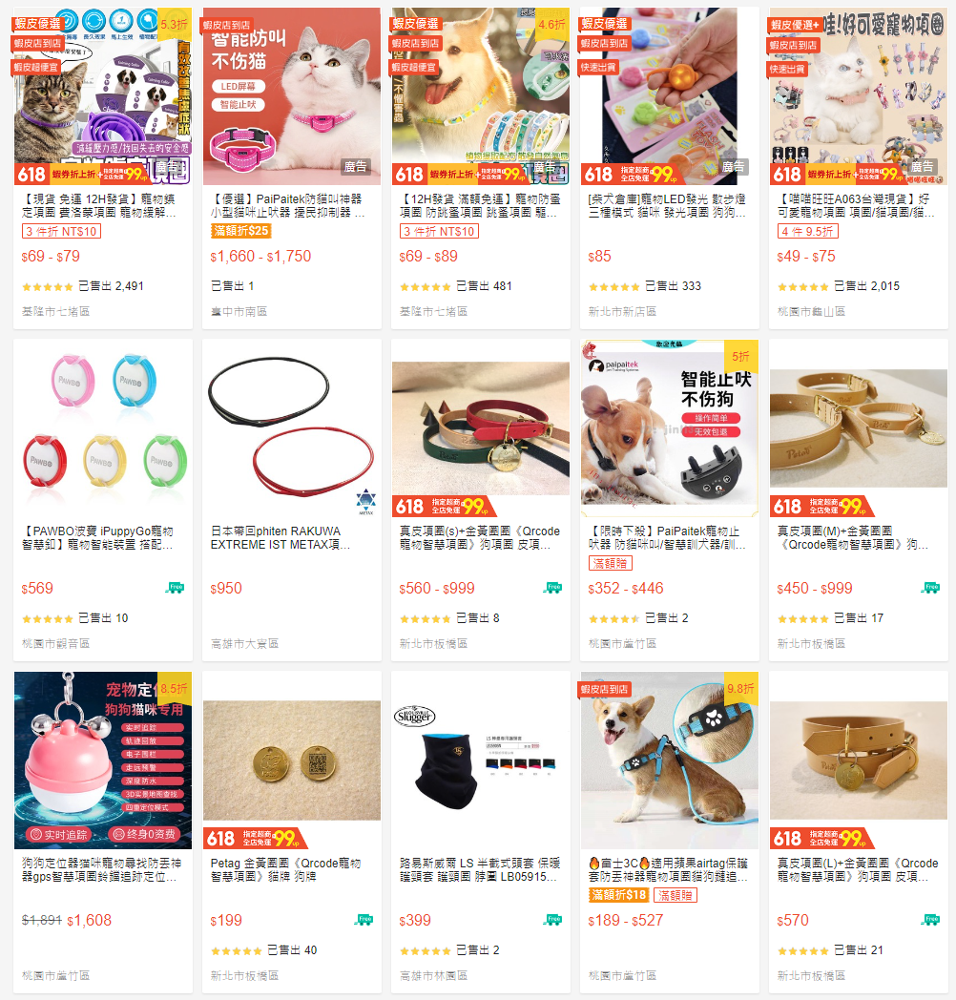 蝦皮優選
蝦皮店到店
蝦皮超便宜
5.3折
Calming Collar
減緩壓力感/找回失去的安全感
廣告
618 蝦券折上折+ 指定超商 全店免運 99up
【現貨 免運 12H發貨】寵物鎮
定項圈 費洛蒙項圈 寵物緩解...
3 件折 NT$10
$69 - $79
已售出 2,491
基隆市七堵區
蝦皮優選
蝦皮店到店
智能防叫
不伤猫
LED屏幕
智能止吠
廣告
【優選】PaiPaitek防貓叫神器
小型貓咪止吠器 擾民抑制器 ...
滿額折$25
$1,660 - $1,750
已售出 1
臺中市南區
蝦皮優選
蝦皮店到店
蝦皮超便宜
4.6折
廣告
618 蝦券折上折+ 指定超商 全店免運 99up
【12H發貨 滿額免運】寵物防蚤
項圈 防跳蚤項圈 跳蚤項圈 驅...
3 件折 NT$10
$69 - $89
已售出 481
基隆市七堵區
蝦皮優選
蝦皮店到店
快速出貨
廣告
618 指定超商 全店免運 99up
[柴犬倉庫]寵物LED發光 散步燈
三種模式 貓咪 發光項圈 狗狗...
$85
已售出 333
新北市新店區
蝦皮優選+
蝦皮店到店
快速出貨
哇!好可愛寵物項圈
廣告
618 指定超商 全店免運 99up
【喵喵旺旺A063台灣現貨】好
可愛寵物項圈 項圈/貓項圈/貓...
4 件 9.5折
$49 - $75
已售出 2,015
桃園市龜山區
PAWBO
PAWBO
PAWBO
PAWBO
PAWBO
【PAWBO波寶 iPuppyGo寵物
智慧釦】寵物智能裝置 搭配...
$569
Free
已售出 10
桃園市觀音區
METAX
日本帶回phiten RAKUWA
EXTREME IST METAX項...
$950
高雄市大寮區
618 指定超商 全店免運 99up
真皮項圈(s)+金黃圈圈《Qrcode
寵物智慧項圈》狗項圈 皮項...
$560 - $999
Free
已售出 8
新北市板橋區
歡迎光臨
5折
paipaitek
智能止吠
不伤狗
操作简单
无效包退
【限時下殺】PaiPaitek寵物止
吠器 防貓咪叫/智慧訓犬器/訓...
滿額贈
$352 - $446
已售出 2
桃園市蘆竹區
618 指定超商 全店免運 99up
真皮項圈(M)+金黃圈圈
《Qrcode寵物智慧項圈》狗...
$450 - $999
Free
已售出 17
新北市板橋區
8.5折
宠物定位
狗狗猫咪专用
实时追踪
轨迹回放
电子围栏
走远预警
深度防水
3D实景地图查找
四重定位模式
实时追踪
终身0资费
狗狗定位器貓咪寵物尋找防丟神
器gps智慧項圈鈴鐺追跡定位...
$1,891 $1,608
桃園市蘆竹區
618 指定超商 全店免運 99up
Petag 金黃圈圈《Qrcode寵物
智慧項圈》貓牌 狗牌
$199
Free
已售出 40
新北市板橋區
LOUISVILLE
Slugger
路易斯威爾 LS 半截式頭套 保暖
護頸套 護頸圈 脖圍 LB05915...
$399
Free
已售出 2
高雄市林園區
蝦皮店到店
9.8折
🔥富士3C🔥適用蘋果airtag保護
套防丟神器寵物項圈貓狗鏈追...
滿額折$18 滿額贈
$189 - $527
桃園市蘆竹區
618 指定超商 全店免運 99up
真皮項圈(L)+金黃圈圈《Qrcode
寵物智慧項圈》狗項圈 皮項...
$570
Free
已售出 21
新北市板橋區